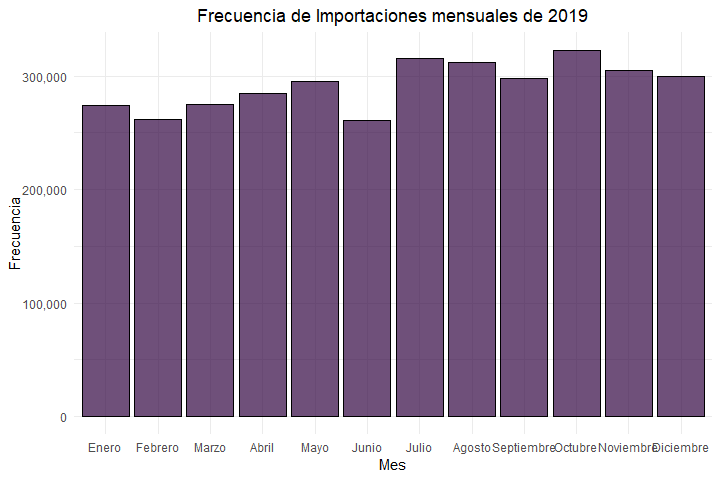 Frecuencia de Importaciones mensuales de 2019
Frecuencia
300,000
200,000
100,000
0
Enero Febrero Marzo Abril Mayo Junio Julio Agosto Septiembre Octubre Noviembre Diciembre
Mes